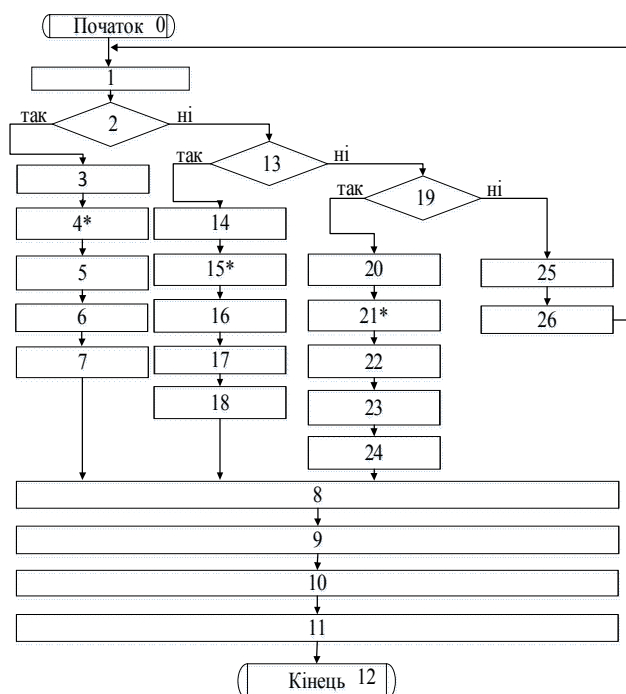 Початок 0
1
так 2 ні
так 13 ні
3
так 19 ні
4* 14
5 15* 20 25
6 16 21* 26
7 17 22
18 23
24
8
9
10
11
Кінець 12